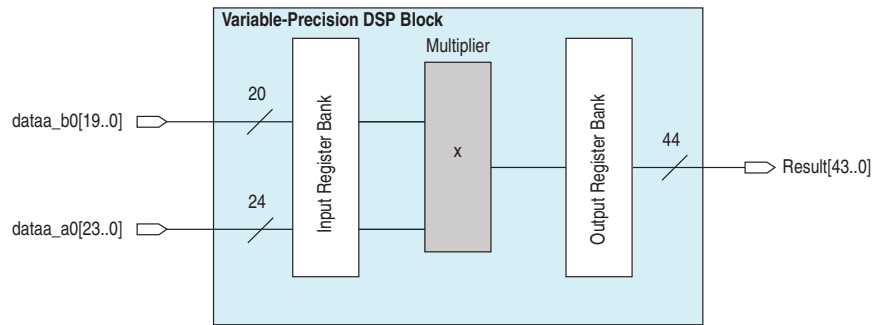 Variable-Precision DSP Block
Multiplier
20
dataa_b0[19..0]
Input Register Bank
x
Output Register Bank
44
Result[43..0]
24
dataa_a0[23..0]